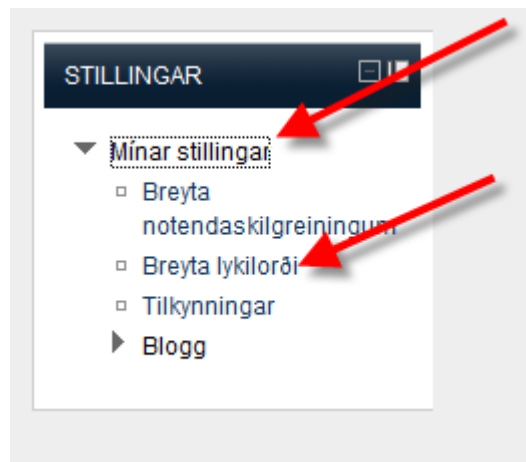 STILLINGAR
Mínar stillingar
Breyta
notendaskilgreiningum
Breyta lykilorði
Tilkynningar
Blogg